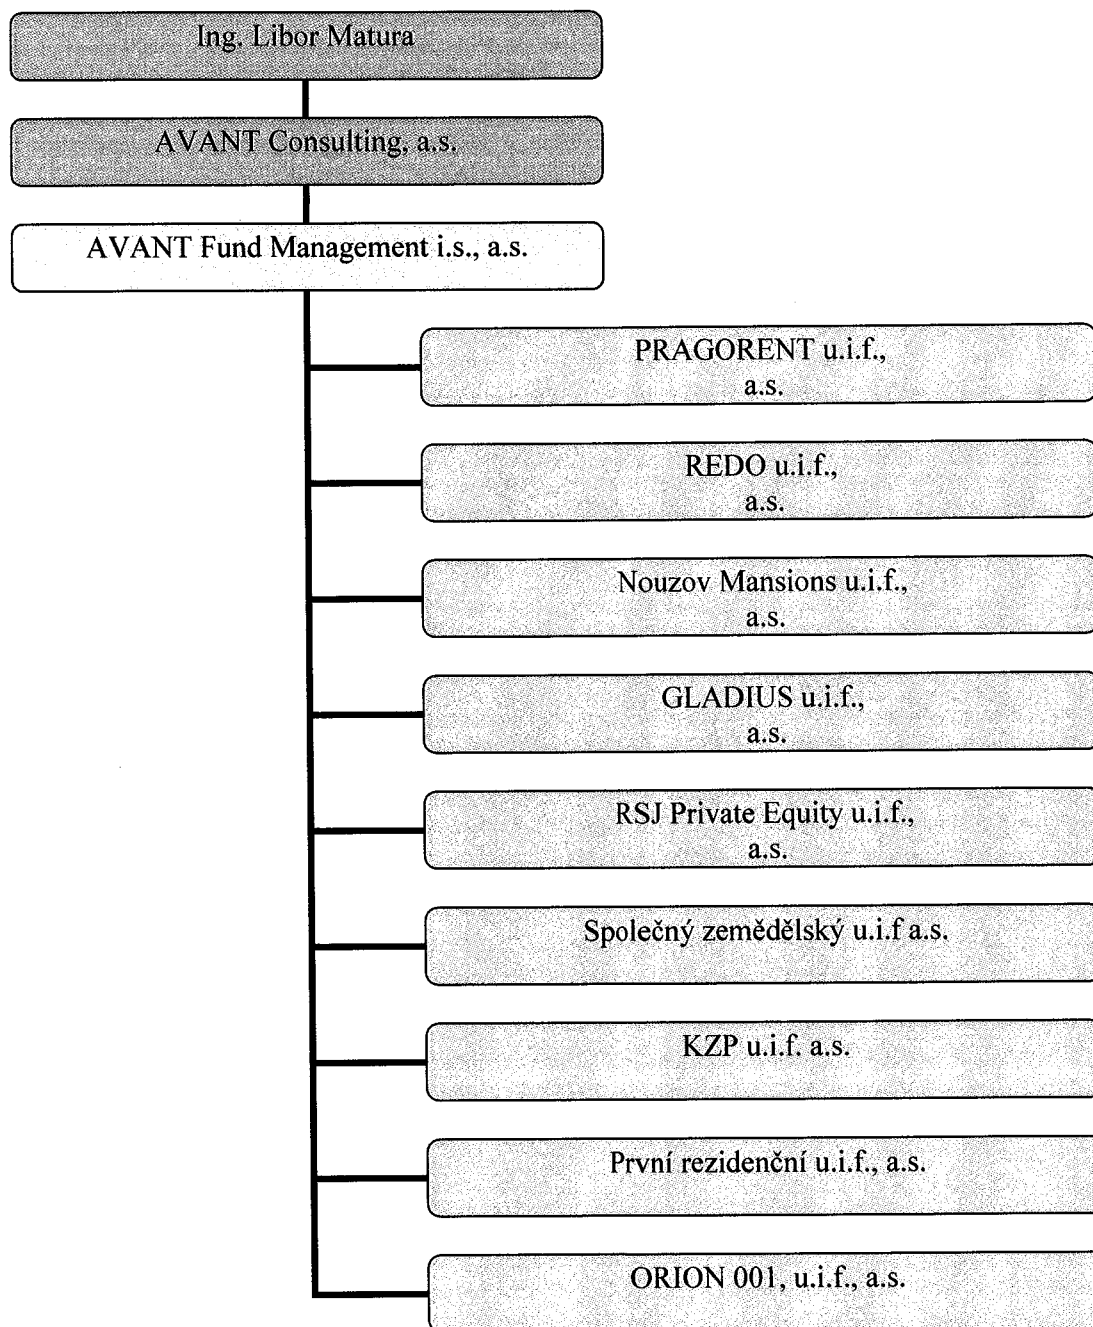 Ing. Libor Matura
AVANT Consulting, a.s.
AVANT Fund Management i.s., a.s.
PRAGORENT u.i.f.,
a.s.
REDO u.i.f.,
a.s.
Nouzov Mansions u.i.f.,
a.s.
GLADIUS u.i.f.,
a.s.
RSJ Private Equity u.i.f.,
a.s.
Společný zemědělský u.i.f a.s.
KZP u.i.f. a.s.
První rezidenční u.i.f., a.s.
ORION 001, u.i.f., a.s.